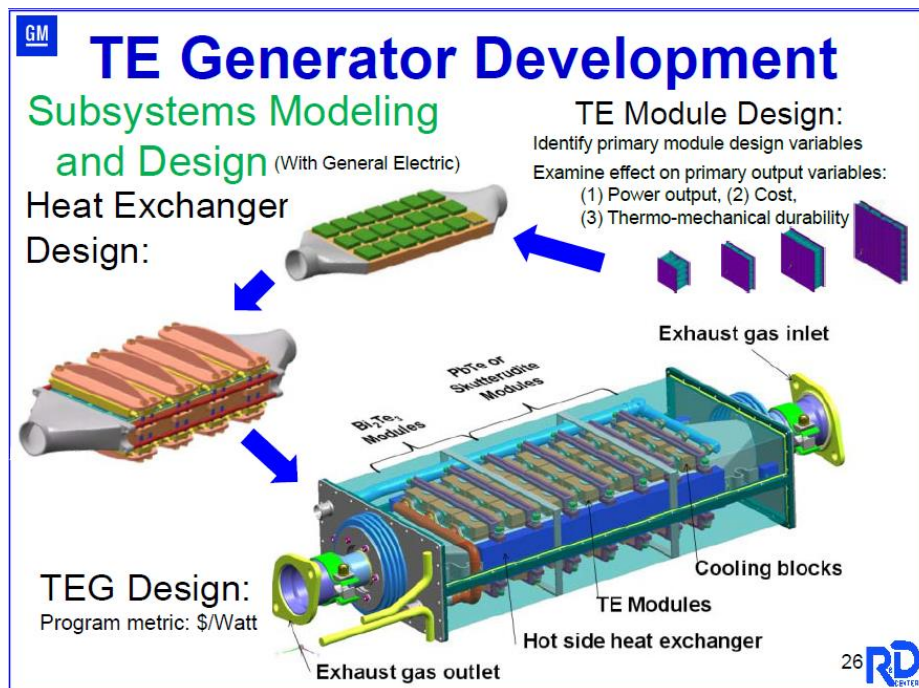 GM
TE Generator Development
Subsystems Modeling
and Design (With General Electric)
Heat Exchanger
Design:
TE Module Design:
Identify primary module design variables
Examine effect on primary output variables:
(1) Power output, (2) Cost,
(3) Thermo-mechanical durability
Exhaust gas inlet
Bi2Te3
Modules
PbTe or
Skutterudite
Modules
Cooling blocks
TE Modules
Hot side heat exchanger
Exhaust gas outlet
TEG Design:
Program metric: $/Watt
26
R&D
CENTER